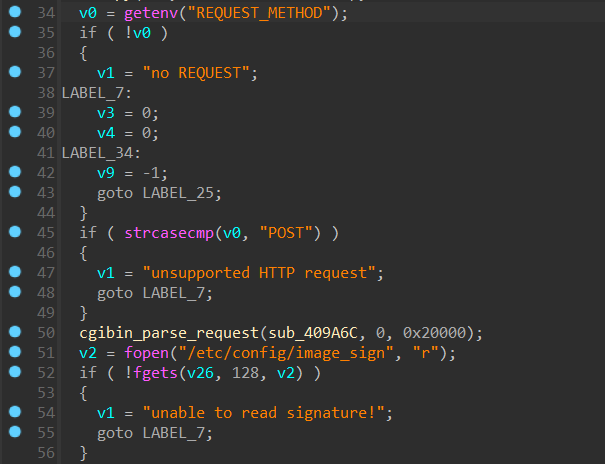 34 v0 = getenv("REQUEST_METHOD");
35 if ( !v0 )
36 {
37 v1 = "no REQUEST";
38 LABEL_7:
39 v3 = 0;
40 v4 = 0;
41 LABEL_34:
42 v9 = -1;
43 goto LABEL_25;
44 }
45 if ( strcasecmp(v0, "POST") )
46 {
47 v1 = "unsupported HTTP request";
48 goto LABEL_7;
49 }
50 cgibin_parse_request(sub_409A6C, 0, 0x20000);
51 v2 = fopen("/etc/config/image_sign", "r");
52 if ( !fgets(v26, 128, v2) )
53 {
54 v1 = "unable to read signature!";
55 goto LABEL_7;
56 }